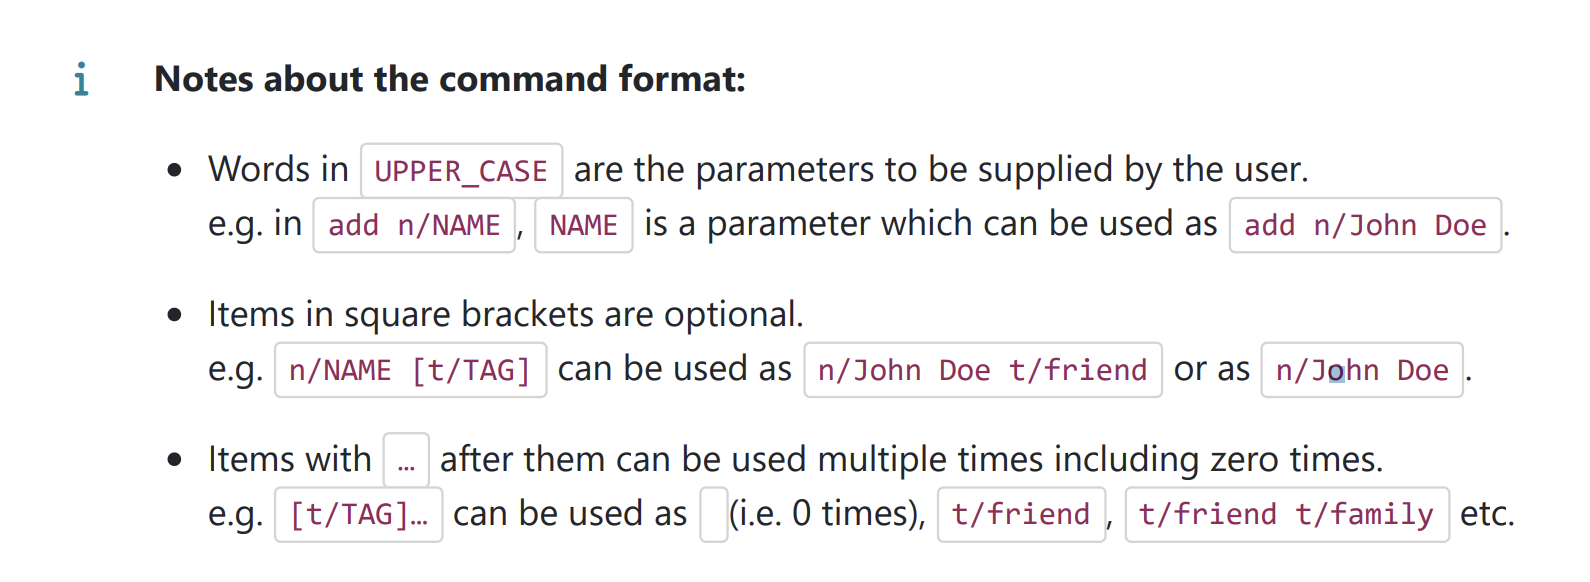 Notes about the command format:
Words in UPPER_CASE are the parameters to be supplied by the user.
e.g. in add n/NAME, NAME is a parameter which can be used as add n/John Doe.
Items in square brackets are optional.
e.g. n/NAME [t/TAG] can be used as n/John Doe t/friend or as n/John Doe.
Items with … after them can be used multiple times including zero times.
e.g. [t/TAG]… can be used as (i.e. 0 times), t/friend, t/friend t/family etc.